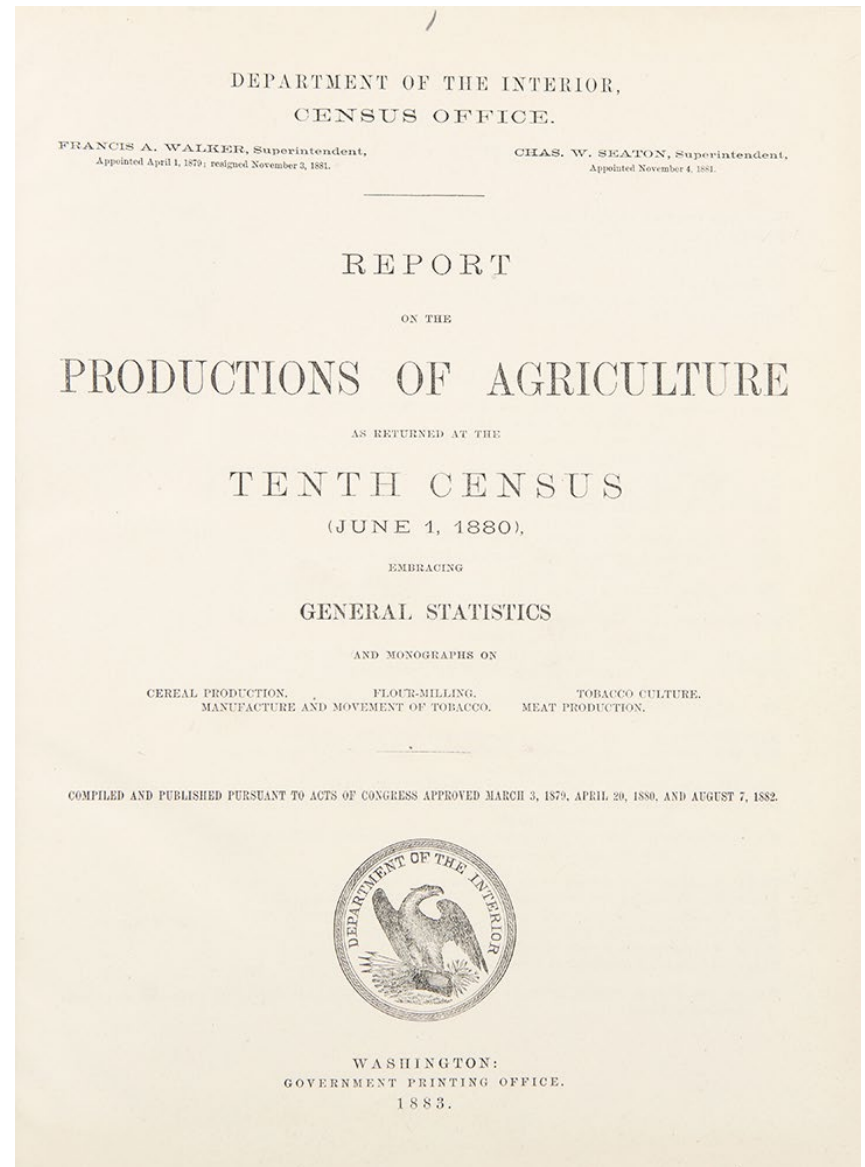 DEPARTMENT OF THE INTERIOR,
CENSUS OFFICE.
FRANCIS A. WALKER, Superintendent,
Appointed April 1, 1879; resigned November 3, 1881.
CHAS. W. SEATON, Superintendent,
Appointed November 4, 1881.
REPORT
ON THE
PRODUCTIONS OF AGRICULTURE
AS RETURNED AT THE
TENTH CENSUS
(JUNE 1, 1880),
EMBRACING
GENERAL STATISTICS
AND MONOGRAPHS ON
CEREAL PRODUCTION. FLOUR-MILLING. TOBACCO CULTURE.
MANUFACTURE AND MOVEMENT OF TOBACCO. MEAT PRODUCTION.
COMPILED AND PUBLISHED PURSUANT TO ACTS OF CONGRESS APPROVED MARCH 3, 1879, APRIL 20, 1880, AND AUGUST 7, 1882.
DEPARTMENT OF THE INTERIOR
WASHINGTON:
GOVERNMENT PRINTING OFFICE.
1883.